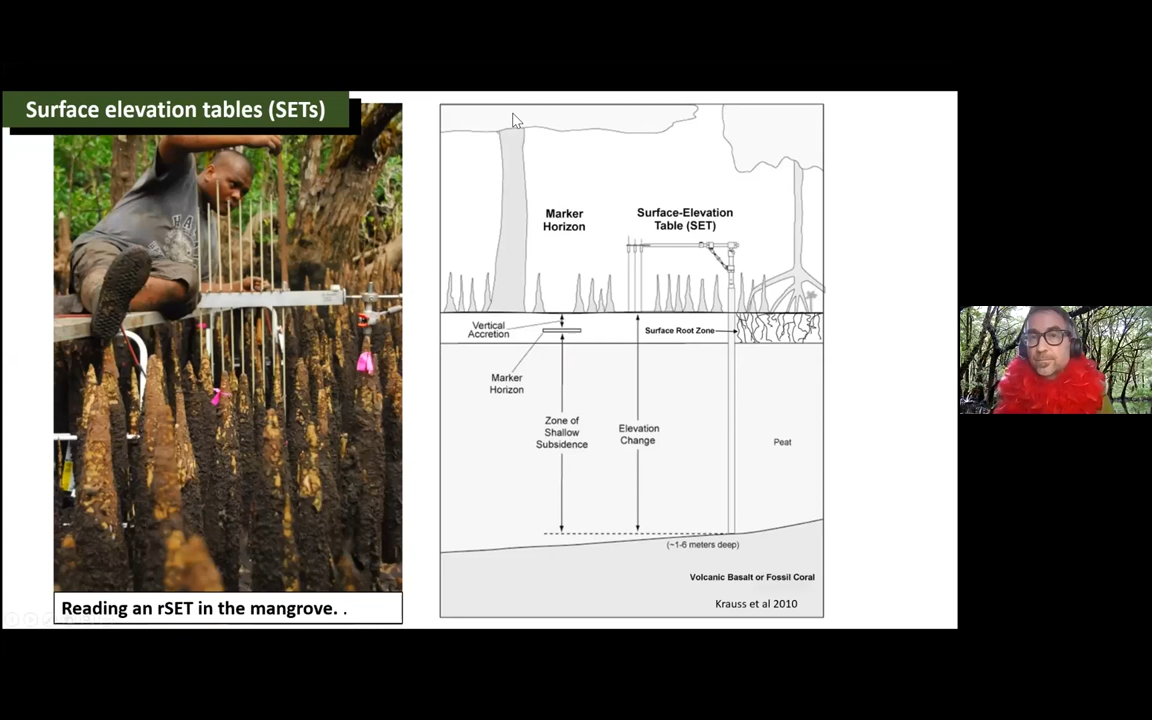 Surface elevation tables (SETs)
Reading an rSET in the mangrove. .
Marker
Horizon
Surface-Elevation
Table (SET)
Vertical
Accretion
Surface Root Zone
Marker
Horizon
Zone of
Shallow
Subsidence
Elevation
Change
Peat
(~1-6 meters deep)
Volcanic Basalt or Fossil Coral
Krauss et al 2010